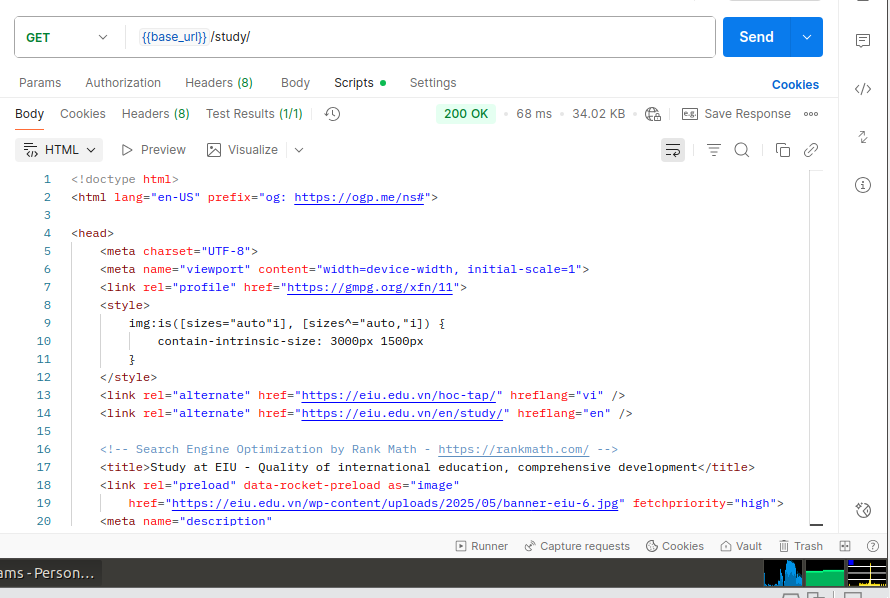 GET {{base_url}} /study/ Send
Params Authorization Headers (8) Body Scripts Settings Cookies
Body Cookies Headers (8) Test Results (1/1) 200 OK 68 ms 34.02 KB e.g. Save Response
HTML Preview Visualize
1 <!doctype html>
2 <html lang="en-US" prefix="og: https://ogp.me/ns#">
3
4 <head>
5 <meta charset="UTF-8">
6 <meta name="viewport" content="width=device-width, initial-scale=1">
7 <link rel="profile" href="https://gmpg.org/xfn/11">
8 <style>
9 img:is([sizes="auto"i], [sizes^="auto,"i]) {
10 contain-intrinsic-size: 3000px 1500px
11 }
12 </style>
13 <link rel="alternate" href="https://eiu.edu.vn/hoc-tap/" hreflang="vi" />
14 <link rel="alternate" href="https://eiu.edu.vn/en/study/" hreflang="en" />
15
16 <!-- Search Engine Optimization by Rank Math - https://rankmath.com/ -->
17 <title>Study at EIU - Quality of international education, comprehensive development</title>
18 <link rel="preload" data-rocket-preload as="image"
19 href="https://eiu.edu.vn/wp-content/uploads/2025/05/banner-eiu-6.jpg" fetchpriority="high">
20 <meta name="description"
Runner Capture requests Cookies Vault Trash
ams - Person...